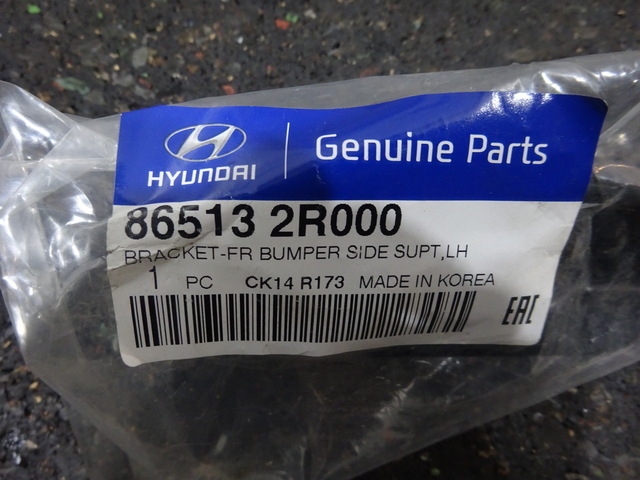 HYUNDAI
Genuine Parts
86513 2R000
BRACKET-FR BUMPER SIDE SUPT,LH
1 PC CK14 R173 MADE IN KOREA
EAC